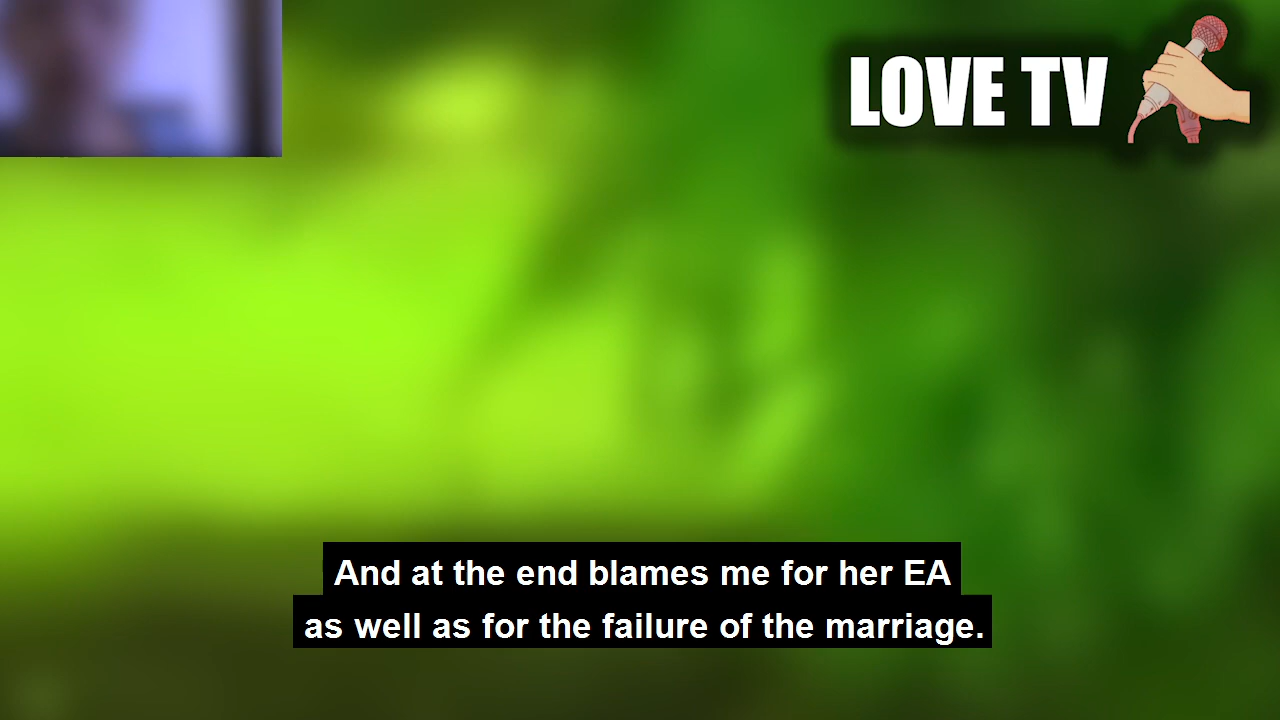 LOVE TV
And at the end blames me for her EA
as well as for the failure of the marriage.